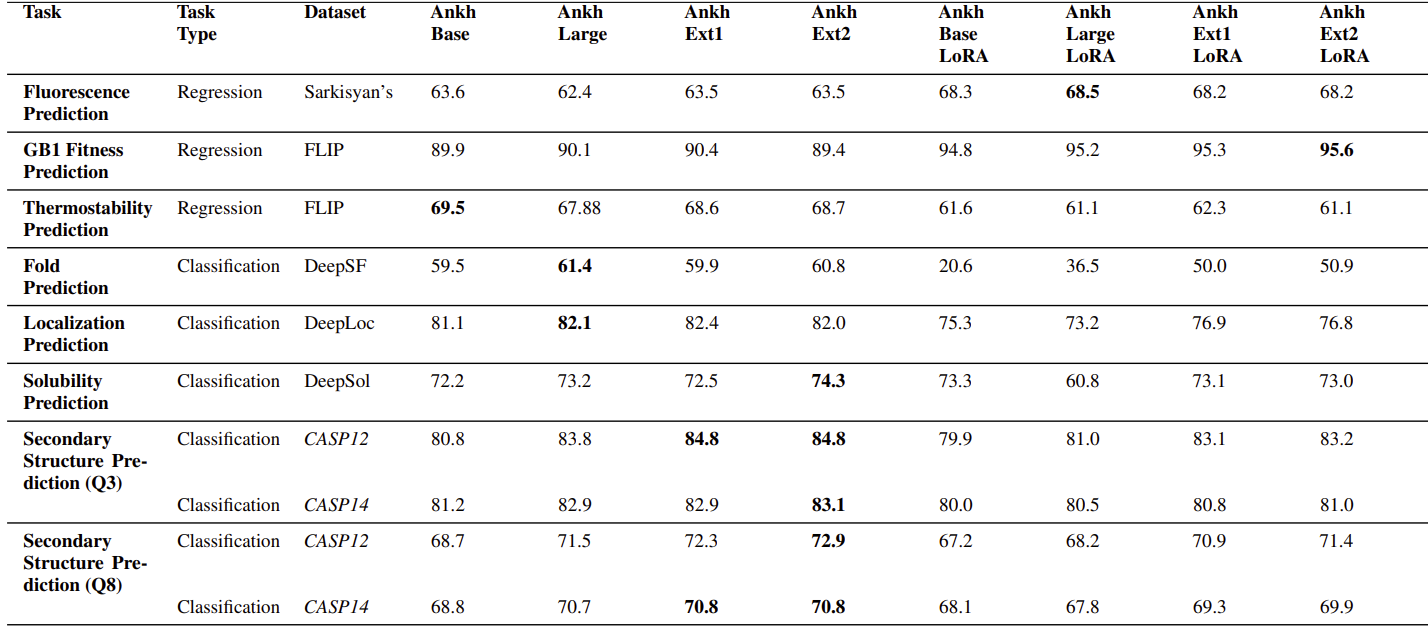 Task Task Dataset Ankh Ankh Ankh Ankh Ankh Ankh Ankh Ankh
Type Base Large Ext1 Ext2 Base Large Ext1 Ext2
LoRA LoRA LoRA LoRA
Fluorescence Regression Sarkisyan’s 63.6 62.4 63.5 63.5 68.3 68.5 68.2 68.2
Prediction
GB1 Fitness Regression FLIP 89.9 90.1 90.4 89.4 94.8 95.2 95.3 95.6
Prediction
Thermostability Regression FLIP 69.5 67.88 68.6 68.7 61.6 61.1 62.3 61.1
Prediction
Fold Classification DeepSF 59.5 61.4 59.9 60.8 20.6 36.5 50.0 50.9
Prediction
Localization Classification DeepLoc 81.1 82.1 82.4 82.0 75.3 73.2 76.9 76.8
Prediction
Solubility Classification DeepSol 72.2 73.2 72.5 74.3 73.3 60.8 73.1 73.0
Prediction
Secondary Classification CASP12 80.8 83.8 84.8 84.8 79.9 81.0 83.1 83.2
Structure Pre-
diction (Q3)
Classification CASP14 81.2 82.9 82.9 83.1 80.0 80.5 80.8 81.0
Secondary Classification CASP12 68.7 71.5 72.3 72.9 67.2 68.2 70.9 71.4
Structure Pre-
diction (Q8)
Classification CASP14 68.8 70.7 70.8 70.8 68.1 67.8 69.3 69.9